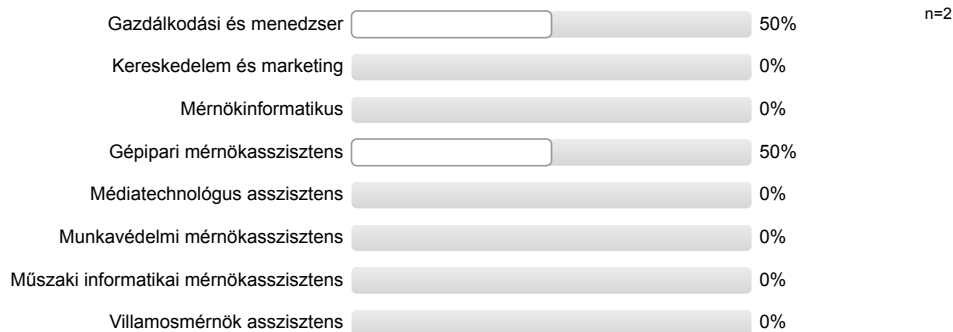 Gazdálkodási és menedzser 50% n=2
Kereskedelem és marketing 0%
Mérnökinformatikus 0%
Gépipari mérnökasszisztens 50%
Médiatechnológus asszisztens 0%
Munkavédelmi mérnökasszisztens 0%
Műszaki informatikai mérnökasszisztens 0%
Villamosmérnök asszisztens 0%